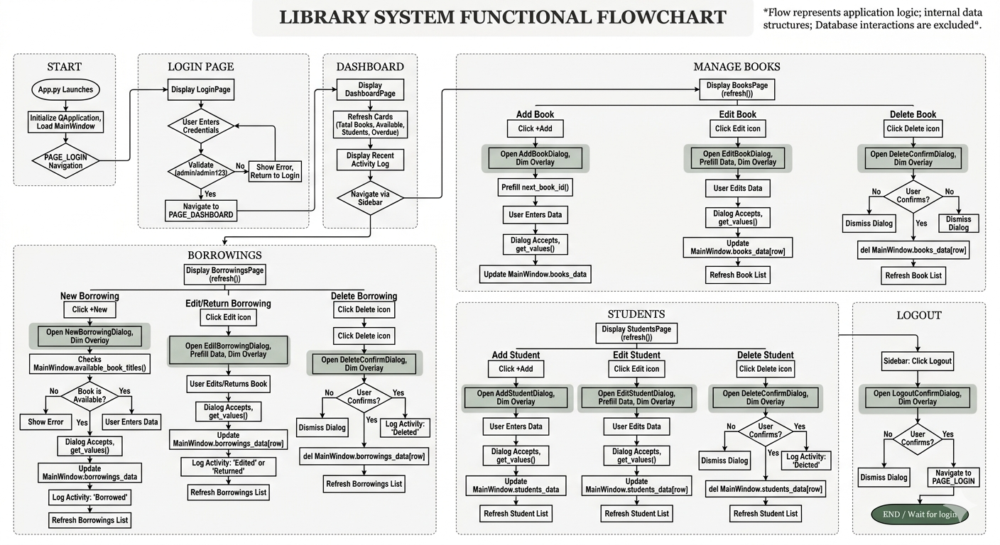 LIBRARY SYSTEM FUNCTIONAL FLOWCHART
*Flow represents application logic; internal data
structures; Database interactions are excluded*.
START
App.py Launches
Initialize QApplication,
Load MainWindow
PAGE_LOGIN
Navigation
LOGIN PAGE
Display LoginPage
User Enters
Credentials
Validate
(admin/admin123)
No
Show Error,
Return to Login
Yes
Navigate to
PAGE_DASHBOARD
DASHBOARD
Display
DashboardPage
Refresh Cards
(Tatal Books, Available,
Students, Overdue)
Display Recent
Activity Log
Navigate via
Sidebar
MANAGE BOOKS
Display BooksPage
(refresh())
Add Book
Click +Add
Open AddBookDialog,
Dim Overlay
Prefill next_book_id()
User Enters Data
Dialog Accepts,
get_values()
Update MainWindow.books_data
Edit Book
Click Edit icon
Open EditBookDialog,
Prefill Data, Dim Overlay
User Edits Data
Dialog Accepts,
get_values()
Update
MainWindow.books_data[row]
Refresh Book List
Delete Book
Click Delete icon
Open DeleteConfirmDialog,
Dim Overlay
No
User
Confirms?
No
Dismiss Dialog
Yes
Dismiss
Dialog
del MainWindow.books_data[row]
Refresh Book List
BORROWINGS
Display BorrowingsPage
(refresh())
New Borrowing
Click +New
Open NewBorrowingDialog,
Dim Overlay
Checks
MainWindow.available_book_titles()
No
Book is
Available?
Yes
Show Error
Yes
User Enters Data
Dialog Accepts,
get_values()
Update
MainWindow.borrowings_data
Log Activity: 'Borrowed'
Refresh Borrowings List
Edit/Return Borrowing
Click Edit icon
Open EdilBorrowingDialog,
Prefill Data, Dim Overlay
User Edits/Returns Book
Dialog Accepts,
get_values()
Update
MainWindow.borrowings_data[row]
Log Activity: 'Edited' or
'Returned'
Refresh Borrowings List
Delete Borrowing
Click Delete icon
Click Delete icon
Open DeleteConfirmDialog,
Dim Overlay
No
User
Confirms?
Yes
Dismiss Dialog
Yes
Log Activity:
'Deleted'
del MainWindow.borrowings_data[row]
Refresh Borrowings List
STUDENTS
Display StudentsPage
(refresh())
Add Student
Click +Add
Open AddStudentDialog,
Dim Overlay
User Enters Data
Dialog Accepts,
get_values()
Update
MainWindow.students_data
Refresh Student List
Edit Student
Click Edit icon
Open EditStudentDialog,
Prefill Data, Dim Overlay
User Edits Data
Dialog Accepts,
get_values()
Update
MainWindow.students_data[row]
Refresh Student List
Delete Student
Click Delete icon
Open DeleteConfirmDialog,
Dim Overlay
No
User
Confirms?
Yes
Dismiss Dialog
Yes
Log Activity:
'Deicted'
del MainWindow.students_data[row]
Refresh Student List
LOGOUT
Sidebar: Click Logout
Open LogoutConfirmDialog,
Dim Overlay
No
User
Confirms?
Yes
Dismiss Dialog
Navigate to
PAGE_LOGIN
END / Wait for login